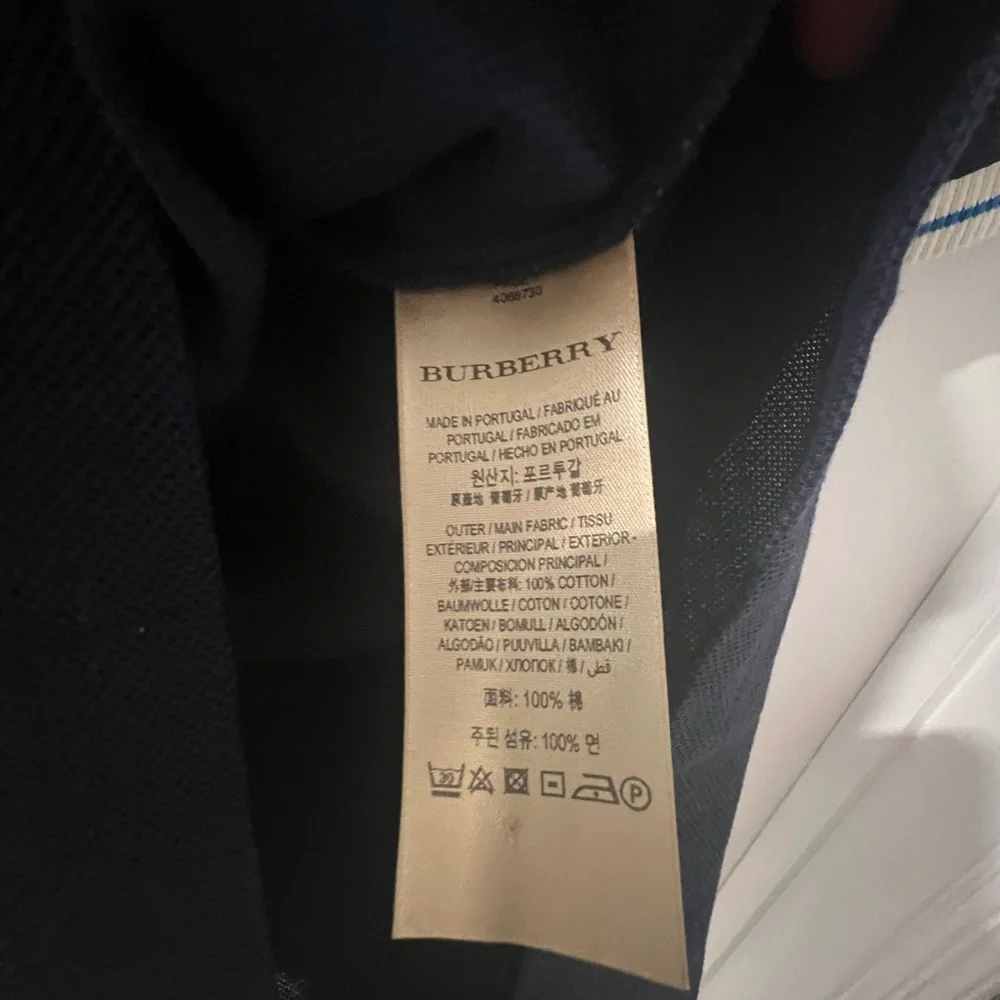 4068730
BURBERRY
MADE IN PORTUGAL / FABRIQUÉ AU
PORTUGAL / FABRICADO EM
PORTUGAL / HECHO EN PORTUGAL
원산지: 포르투갈
原產地 葡萄牙 / 原产地 葡萄牙
OUTER / MAIN FABRIC / TISSU
EXTÉRIEUR / PRINCIPAL / EXTERIOR -
COMPOSICION PRINCIPAL /
外部/主要布料: 100% COTTON /
BAUMWOLLE / COTON / COTONE /
KATOEN / BOMULL / ALGODÓN /
ALGODÃO / PUUVILLA / BAMBAKI /
PAMUK / ХЛОПОК / 棉 / قطن
面料: 100% 棉
주된 섬유: 100% 면
30
P